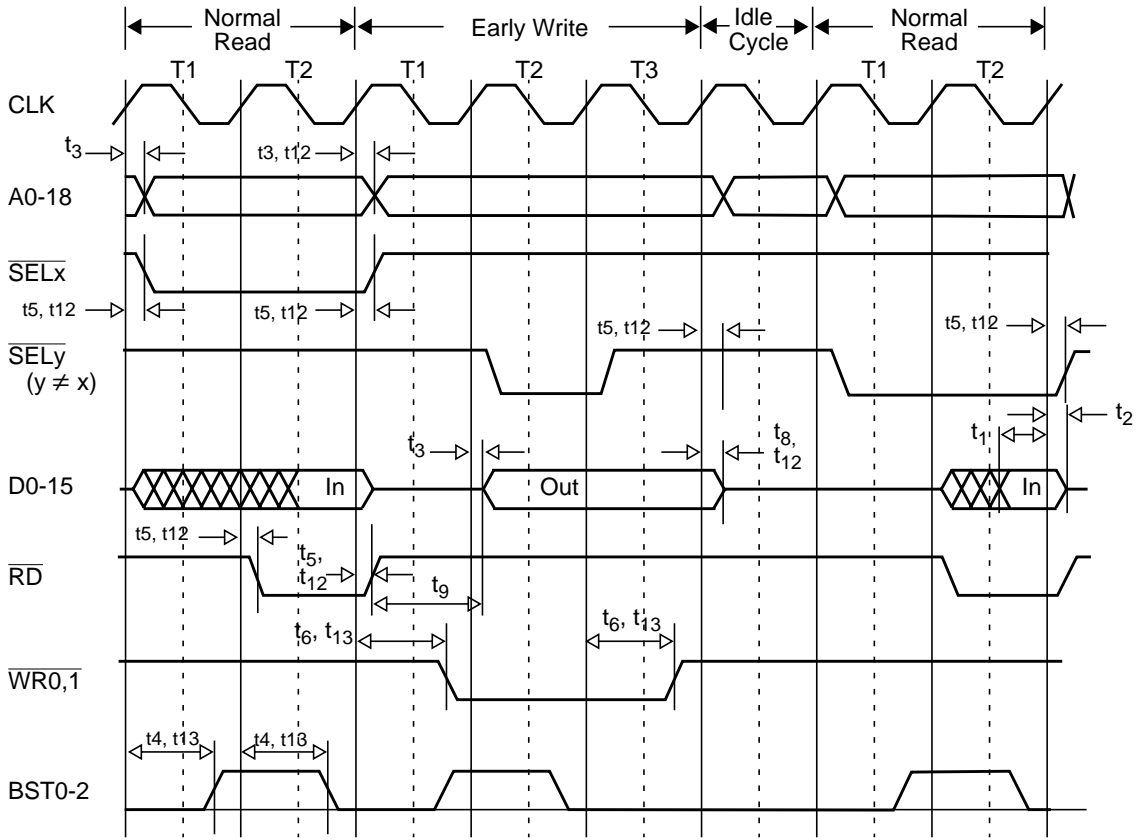 Normal Read
Early Write
Idle Cycle
Normal Read
T1 T2 T1 T2 T3 T1 T2
CLK
t3 t3, t12
A0-18
SELx
t5, t12 t5, t12
t5, t12 t5, t12
SELy
(y ≠ x)
t2
t3 t8, t12 t1
D0-15 In Out In
t5, t12
RD t5, t12
t9
t6, t13 t6, t13
WR0,1
t4, t13 t4, t13
BST0-2